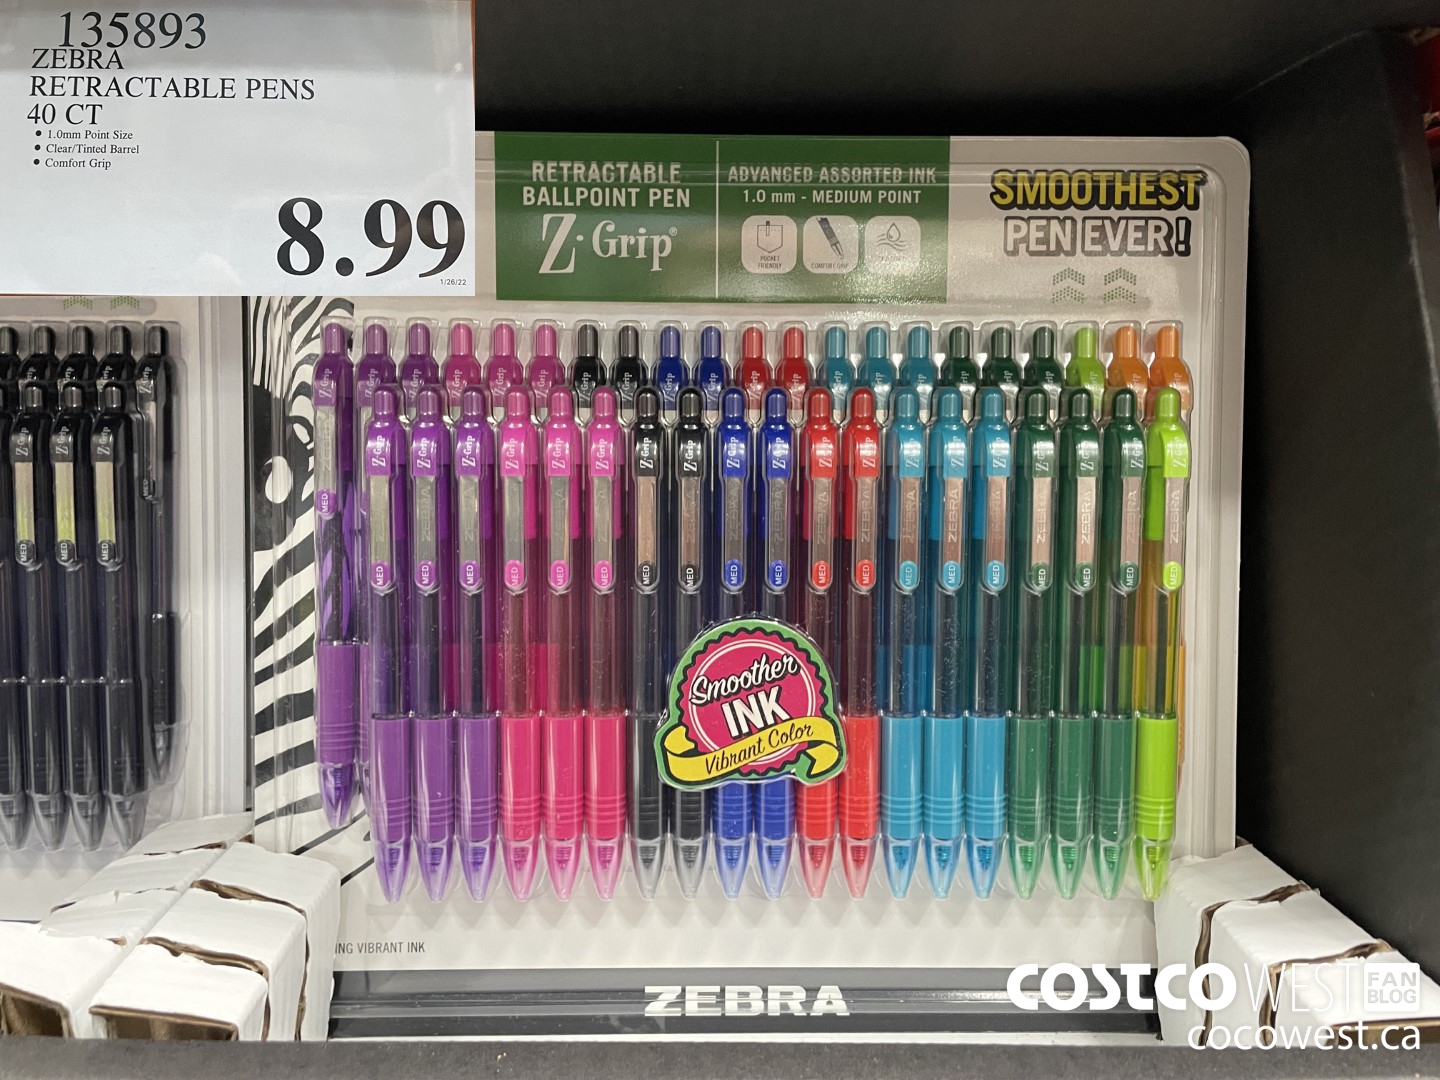 135893
ZEBRA
RETRACTABLE PENS
40 CT
• 1.0mm Point Size
• Clear/Tinted Barrel
• Comfort Grip
8.99
1/26/22
RETRACTABLE
BALLPOINT PEN
Z·Grip®
ADVANCED ASSORTED INK
1.0 mm - MEDIUM POINT
POCKET
FRIENDLY
COMFORT GRIP
SMOOTHEST
PEN EVER!
Z·Grip
ZEBRA
MED
Smoother
INK
Vibrant Color
ING VIBRANT INK
ZEBRA
COSTCO WEST FAN BLOG
cocowest.ca